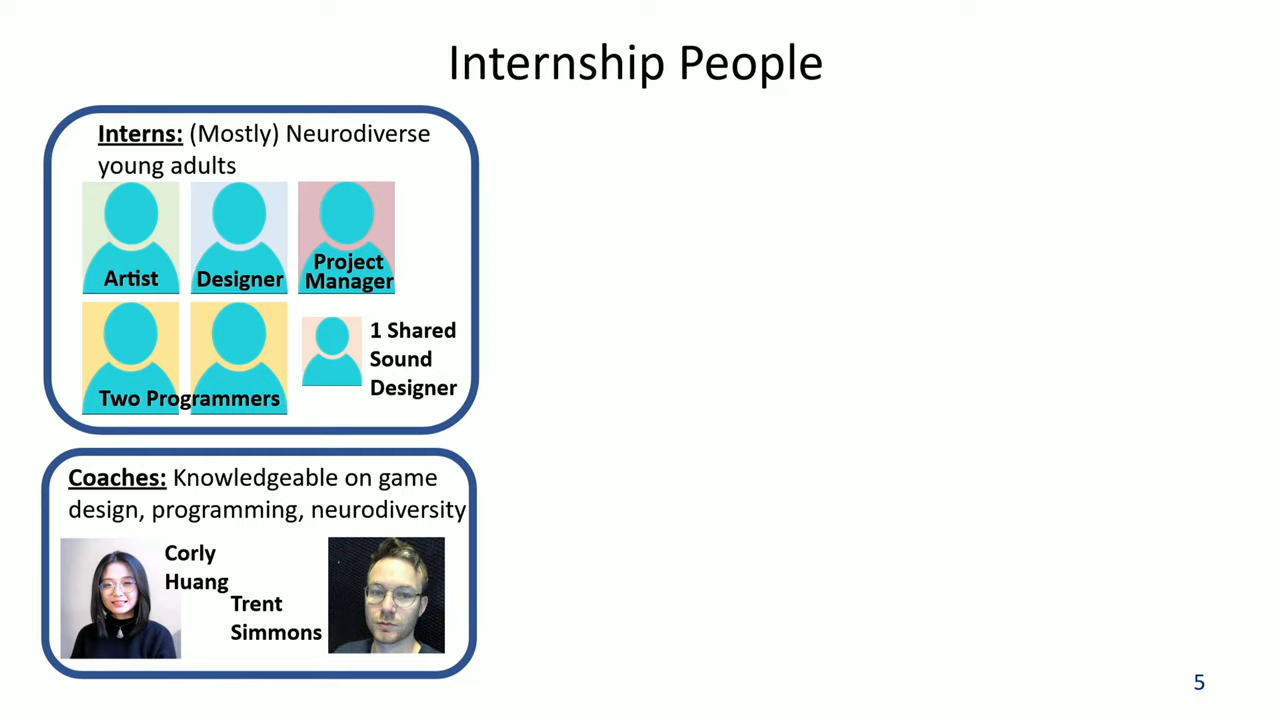 Internship People
Interns: (Mostly) Neurodiverse
young adults
Artist
Designer
Project
Manager
Two Programmers
1 Shared
Sound
Designer
Coaches: Knowledgeable on game
design, programming, neurodiversity
Corly
Huang
Trent
Simmons
5